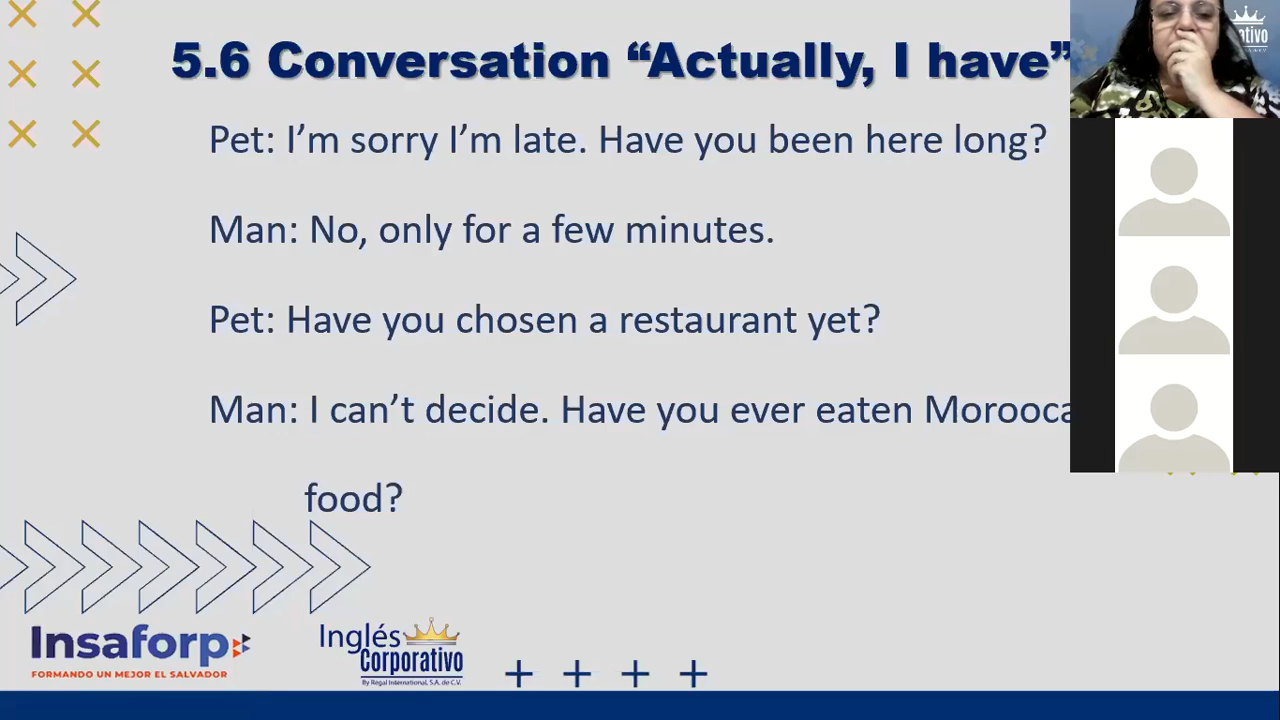 5.6 Conversation “Actually, I have”
Pet: I’m sorry I’m late. Have you been here long?
Man: No, only for a few minutes.
Pet: Have you chosen a restaurant yet?
Man: I can’t decide. Have you ever eaten Morooca
food?
Insaforp
FORMANDO UN MEJOR EL SALVADOR
Inglés
Corporativo
By Regal International, S.A. de C.V.
ativo